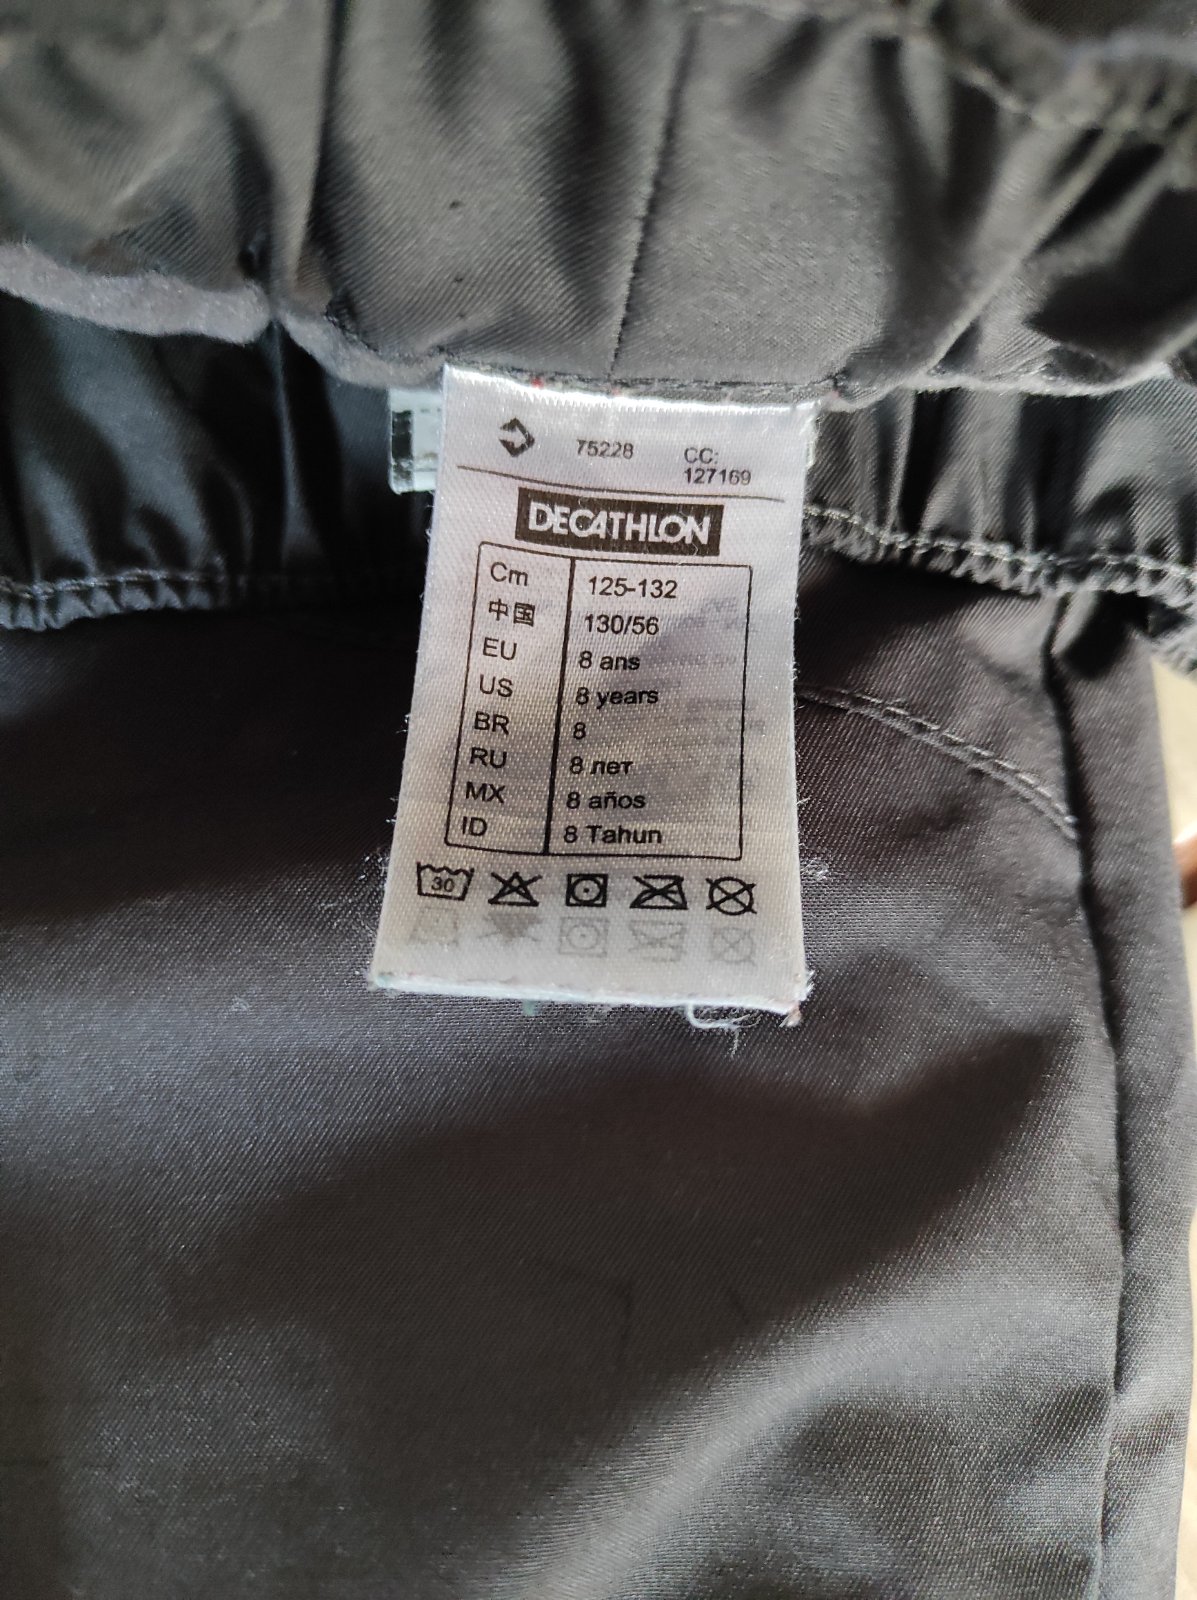 75228 CC:
127169
DECATHLON
Cm 125-132
中国 130/56
EU 8 ans
US 8 years
BR 8
RU 8 лет
MX 8 años
ID 8 Tahun
30